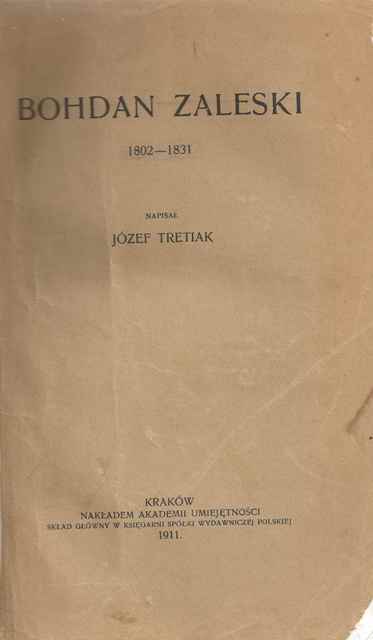 BOHDAN ZALESKI
1802—1831
NAPISAŁ
JÓZEF TRETIAK
KRAKÓW
NAKŁADEM AKADEMII UMIEJĘTNOŚCI
SKŁAD GŁÓWNY W KSIĘGARNI SPÓŁKI WYDAWNICZEJ POLSKIEJ
1911.